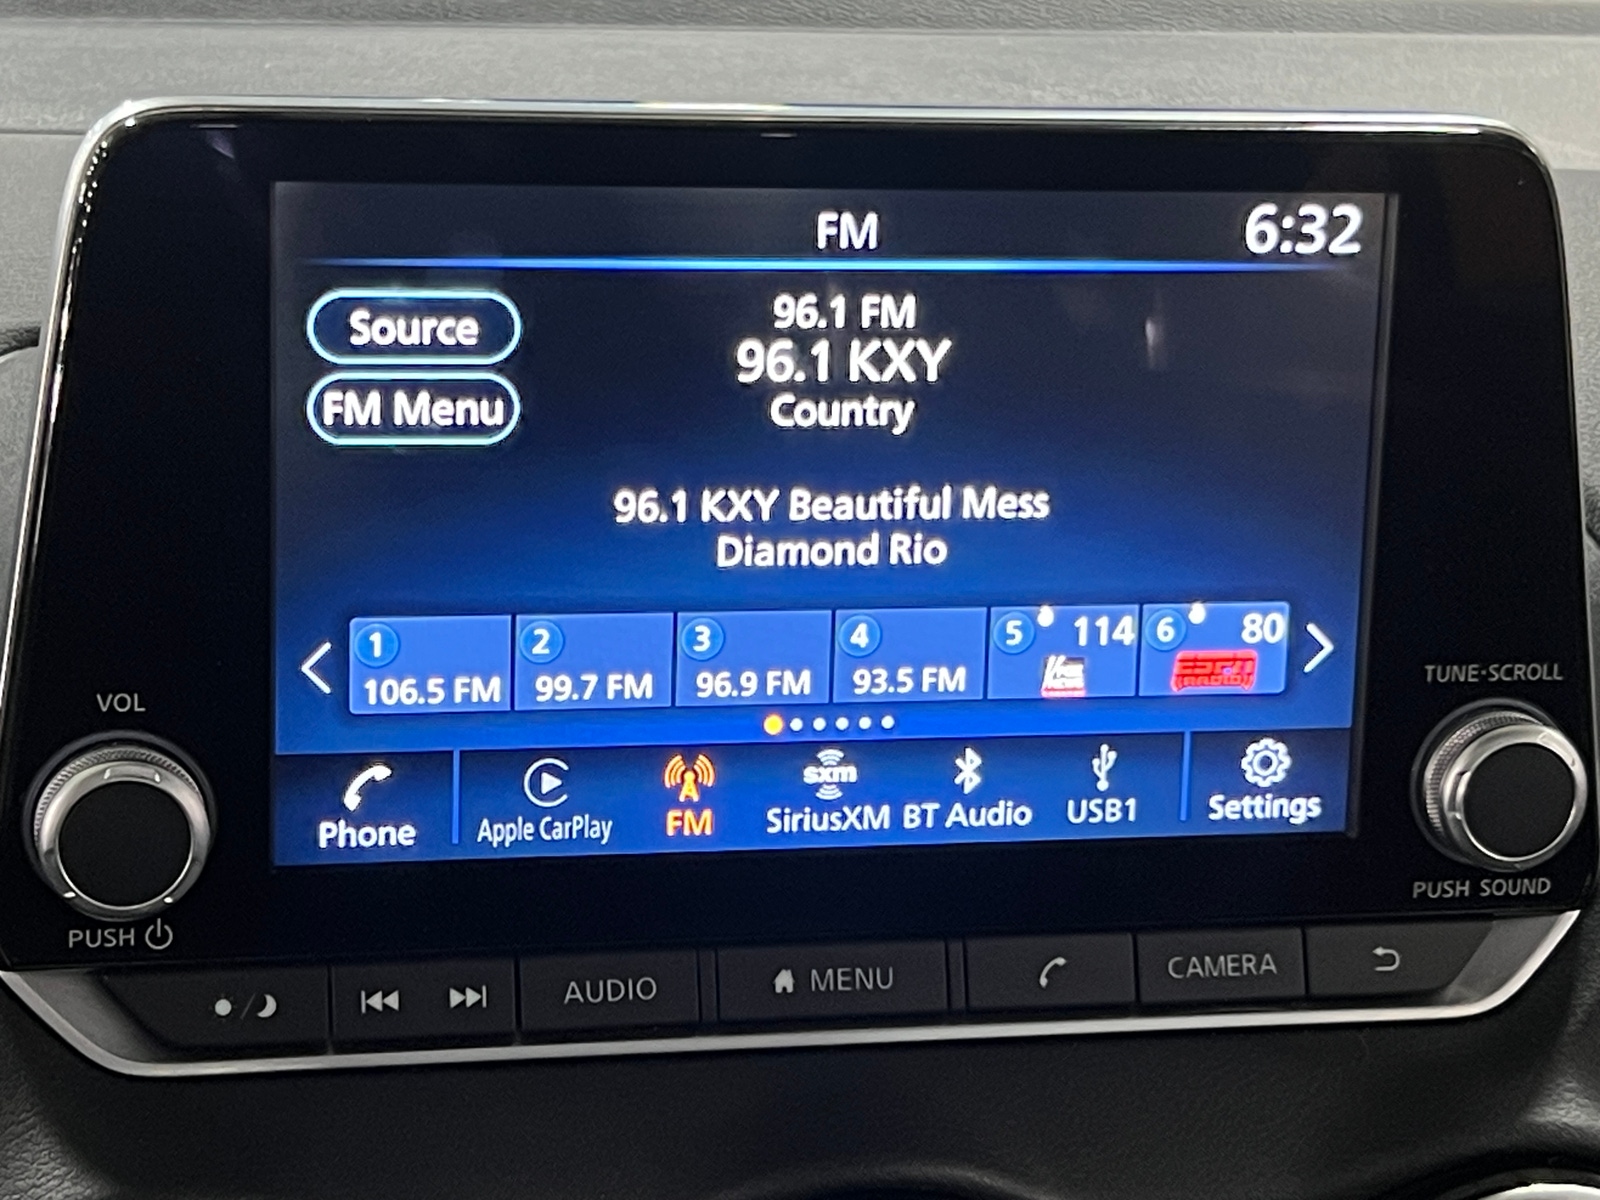 FM
6:32
Source
FM Menu
96.1 FM
96.1 KXY
Country
96.1 KXY Beautiful Mess
Diamond Rio
1
106.5 FM
2
99.7 FM
3
96.9 FM
4
93.5 FM
5
114
6
80
ESPN
RADIO
Phone
Apple CarPlay
FM
sxm
SiriusXM
BT Audio
USB1
Settings
VOL
PUSH
TUNE·SCROLL
PUSH SOUND
AUDIO
MENU
CAMERA